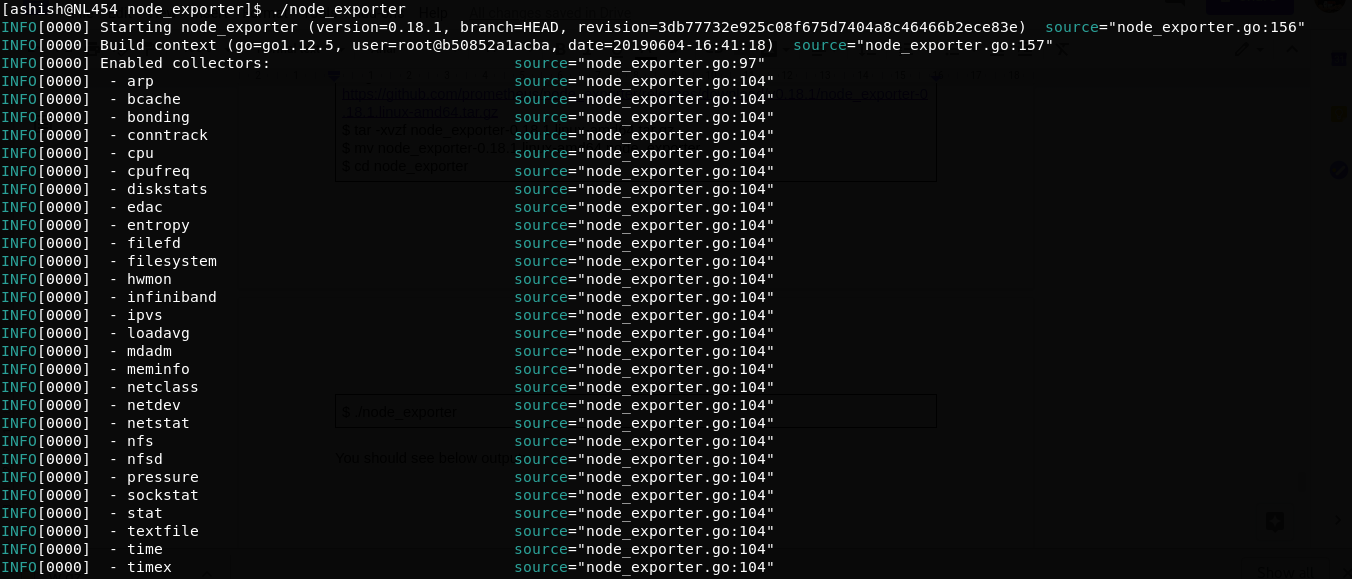 [ashish@NL454 node_exporter]$ ./node_exporter
INFO[0000] Starting node_exporter (version=0.18.1, branch=HEAD, revision=3db77732e925c08f675d7404a8c46466b2ece83e)  source="node_exporter.go:156"
INFO[0000] Build context (go=go1.12.5, user=root@b50852a1acba, date=20190604-16:41:18)  source="node_exporter.go:157"
INFO[0000] Enabled collectors: source="node_exporter.go:97"
INFO[0000]  - arp source="node_exporter.go:104"
INFO[0000]  - bcache source="node_exporter.go:104"
INFO[0000]  - bonding source="node_exporter.go:104"
INFO[0000]  - conntrack source="node_exporter.go:104"
INFO[0000]  - cpu source="node_exporter.go:104"
INFO[0000]  - cpufreq source="node_exporter.go:104"
INFO[0000]  - diskstats source="node_exporter.go:104"
INFO[0000]  - edac source="node_exporter.go:104"
INFO[0000]  - entropy source="node_exporter.go:104"
INFO[0000]  - filefd source="node_exporter.go:104"
INFO[0000]  - filesystem source="node_exporter.go:104"
INFO[0000]  - hwmon source="node_exporter.go:104"
INFO[0000]  - infiniband source="node_exporter.go:104"
INFO[0000]  - ipvs source="node_exporter.go:104"
INFO[0000]  - loadavg source="node_exporter.go:104"
INFO[0000]  - mdadm source="node_exporter.go:104"
INFO[0000]  - meminfo source="node_exporter.go:104"
INFO[0000]  - netclass source="node_exporter.go:104"
INFO[0000]  - netdev source="node_exporter.go:104"
INFO[0000]  - netstat source="node_exporter.go:104"
INFO[0000]  - nfs source="node_exporter.go:104"
INFO[0000]  - nfsd source="node_exporter.go:104"
INFO[0000]  - pressure source="node_exporter.go:104"
INFO[0000]  - sockstat source="node_exporter.go:104"
INFO[0000]  - stat source="node_exporter.go:104"
INFO[0000]  - textfile source="node_exporter.go:104"
INFO[0000]  - time source="node_exporter.go:104"
INFO[0000]  - timex source="node_exporter.go:104"
$ cd node_exporter
$ ./node_exporter
You should see below
Show all